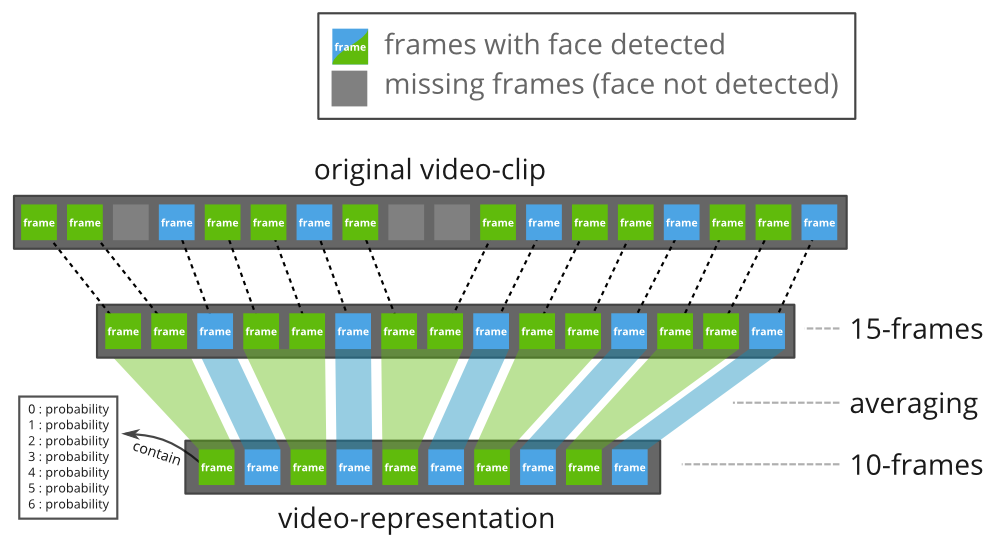 frame frames with face detected
missing frames (face not detected)
original video-clip
frame frame frame frame frame frame frame frame frame frame frame frame frame frame frame
frame frame frame frame frame frame frame frame frame frame frame frame frame frame frame
15-frames
averaging
0 : probability
1 : probability
2 : probability
3 : probability
4 : probability
5 : probability
6 : probability
contain
frame frame frame frame frame frame frame frame frame frame
10-frames
video-representation